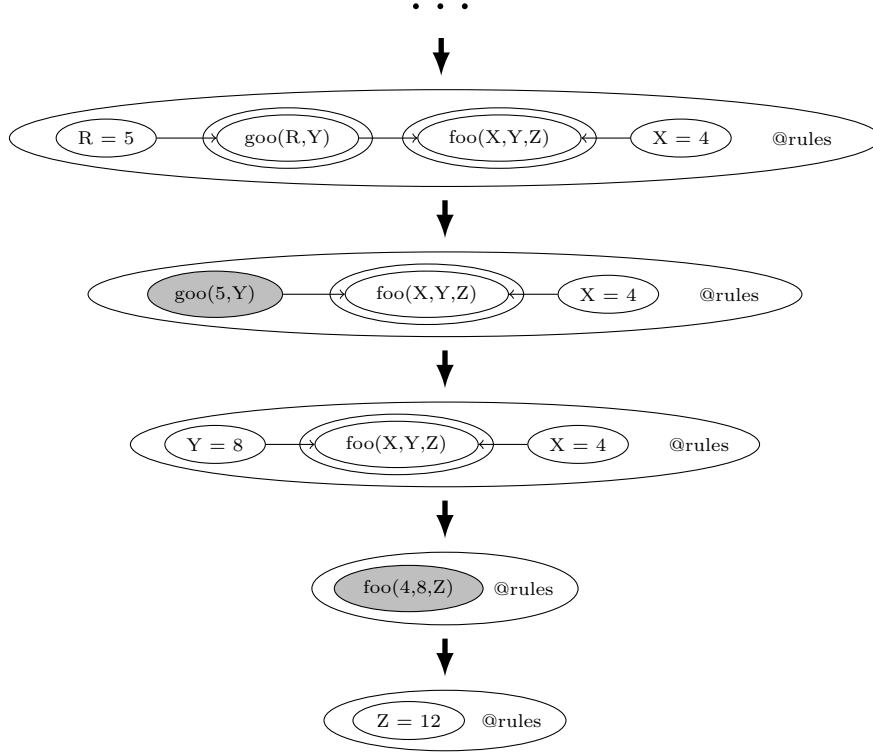 . . .
R = 5 goo(R,Y) foo(X,Y,Z) X = 4 @rules
goo(5,Y) foo(X,Y,Z) X = 4 @rules
Y = 8 foo(X,Y,Z) X = 4 @rules
foo(4,8,Z) @rules
Z = 12 @rules